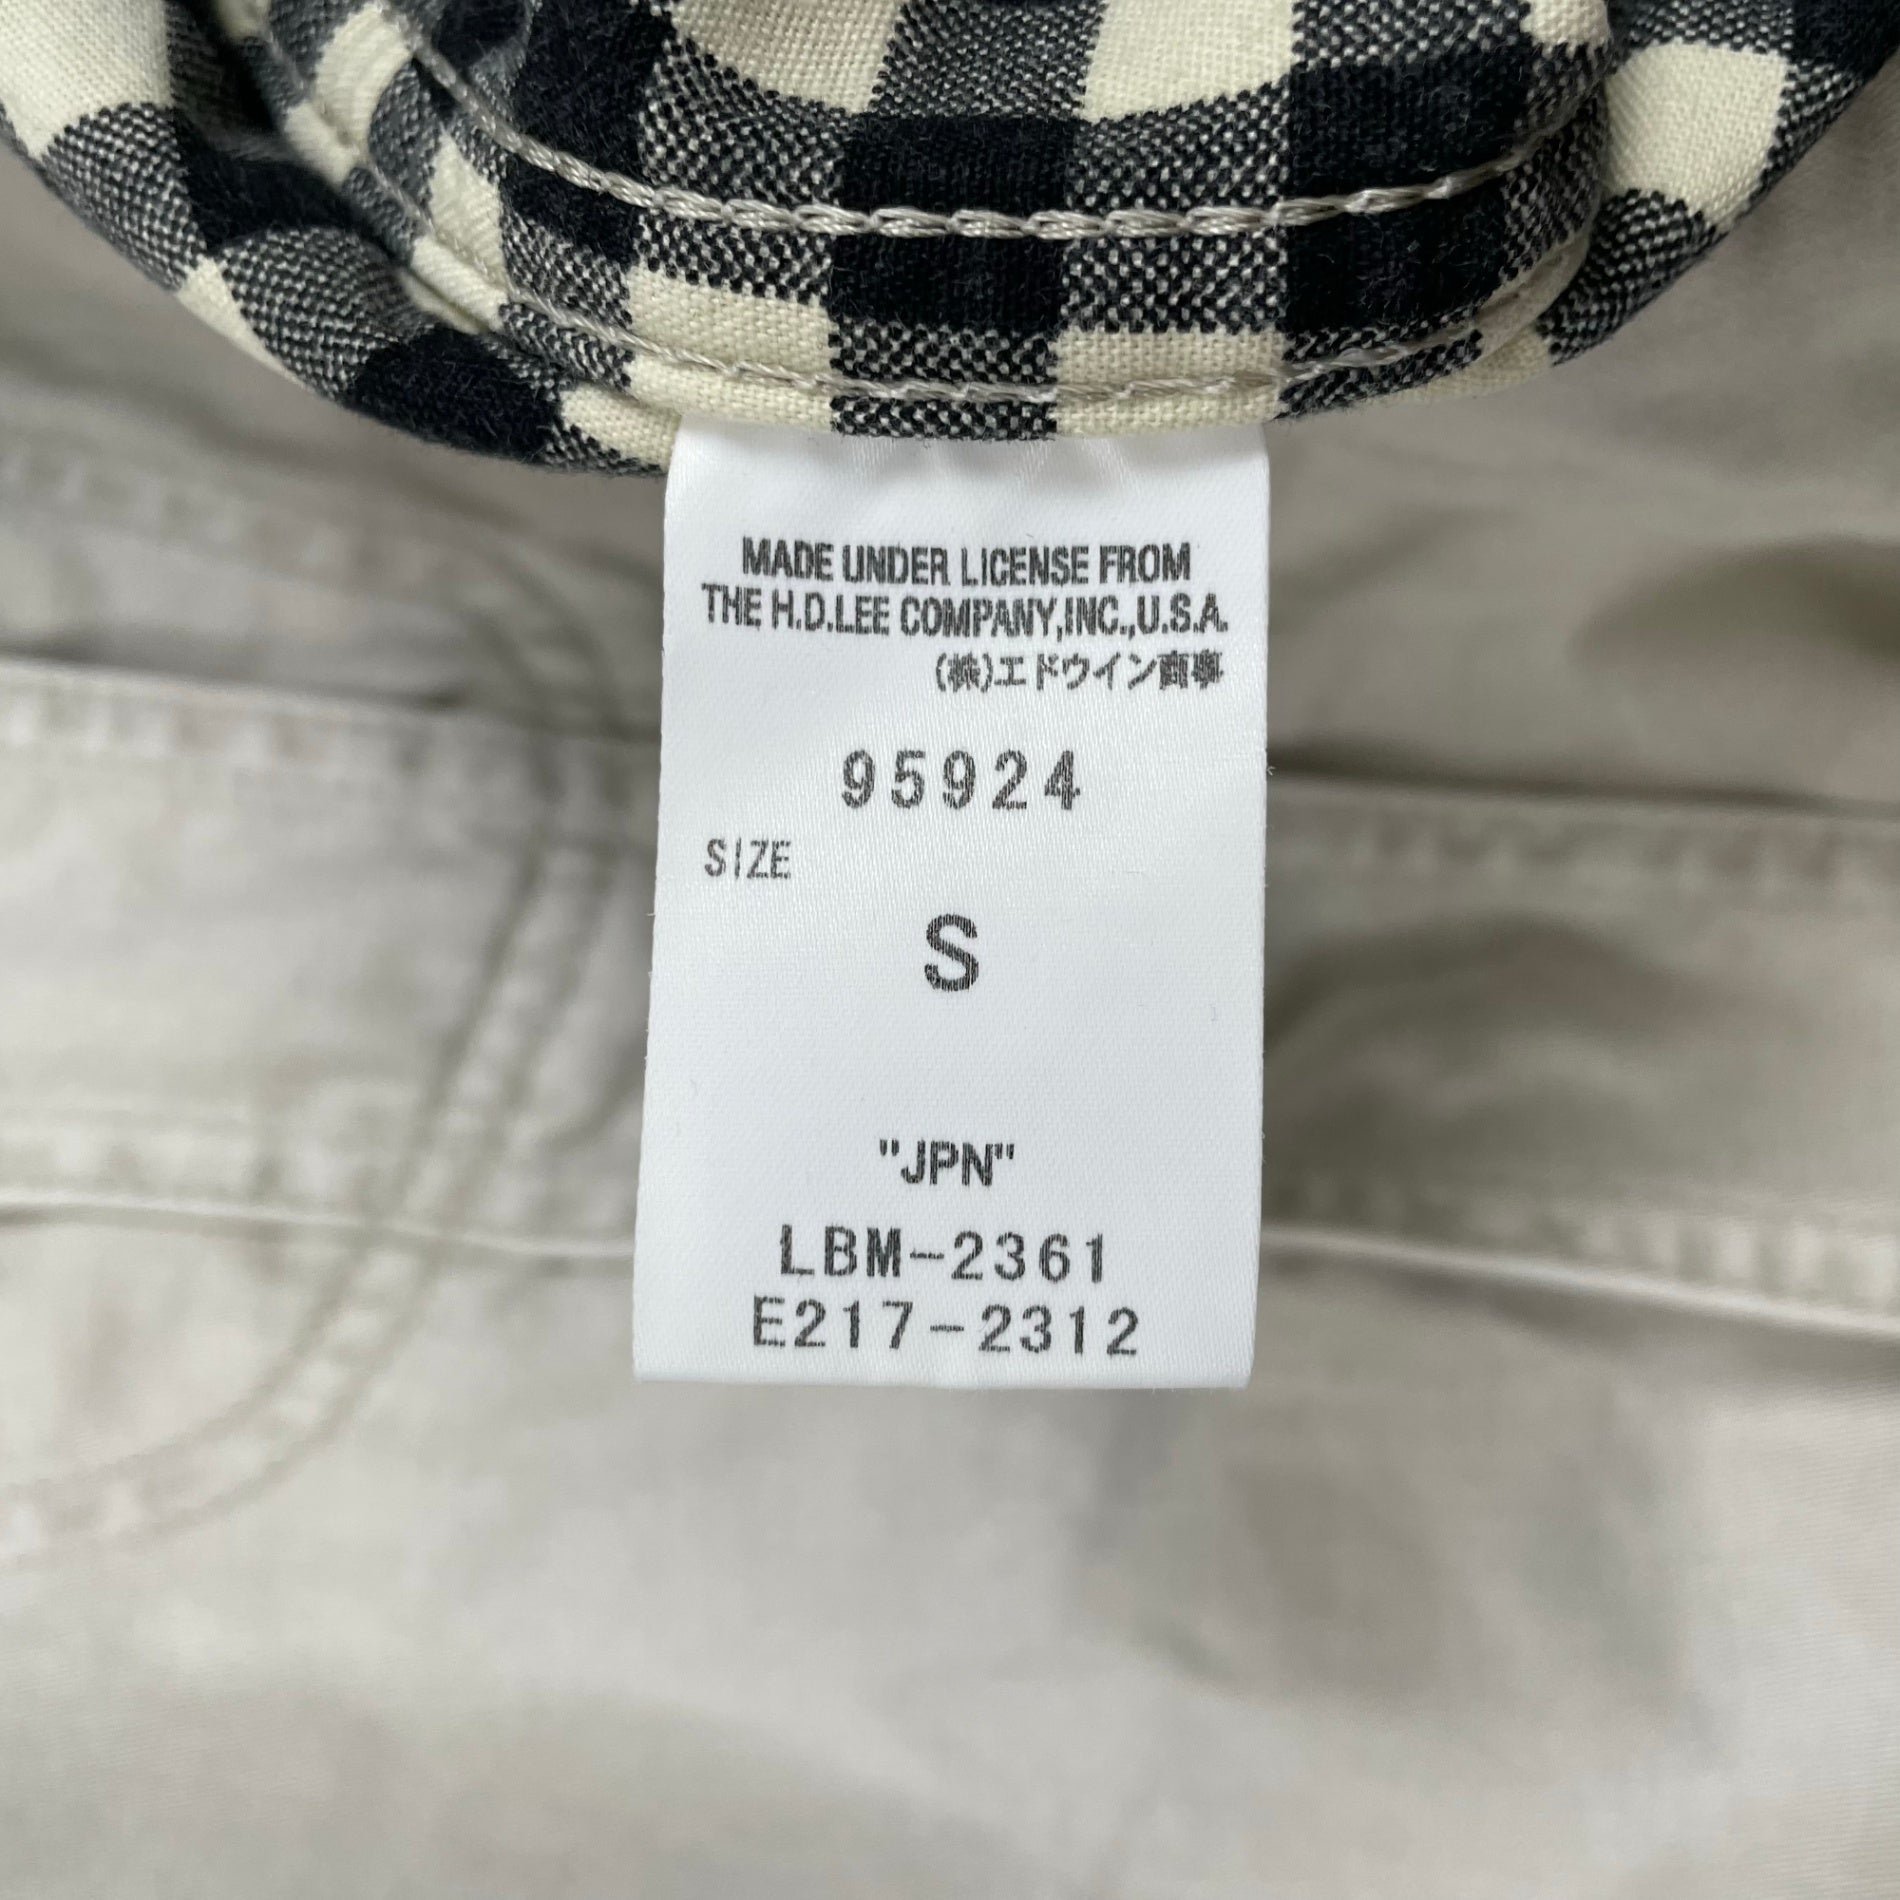 MADE UNDER LICENSE FROM
THE H.D.LEE COMPANY,INC.,U.S.A.
(株)エドウイン商事
95924
SIZE
S
"JPN"
LBM-2361
E217-2312